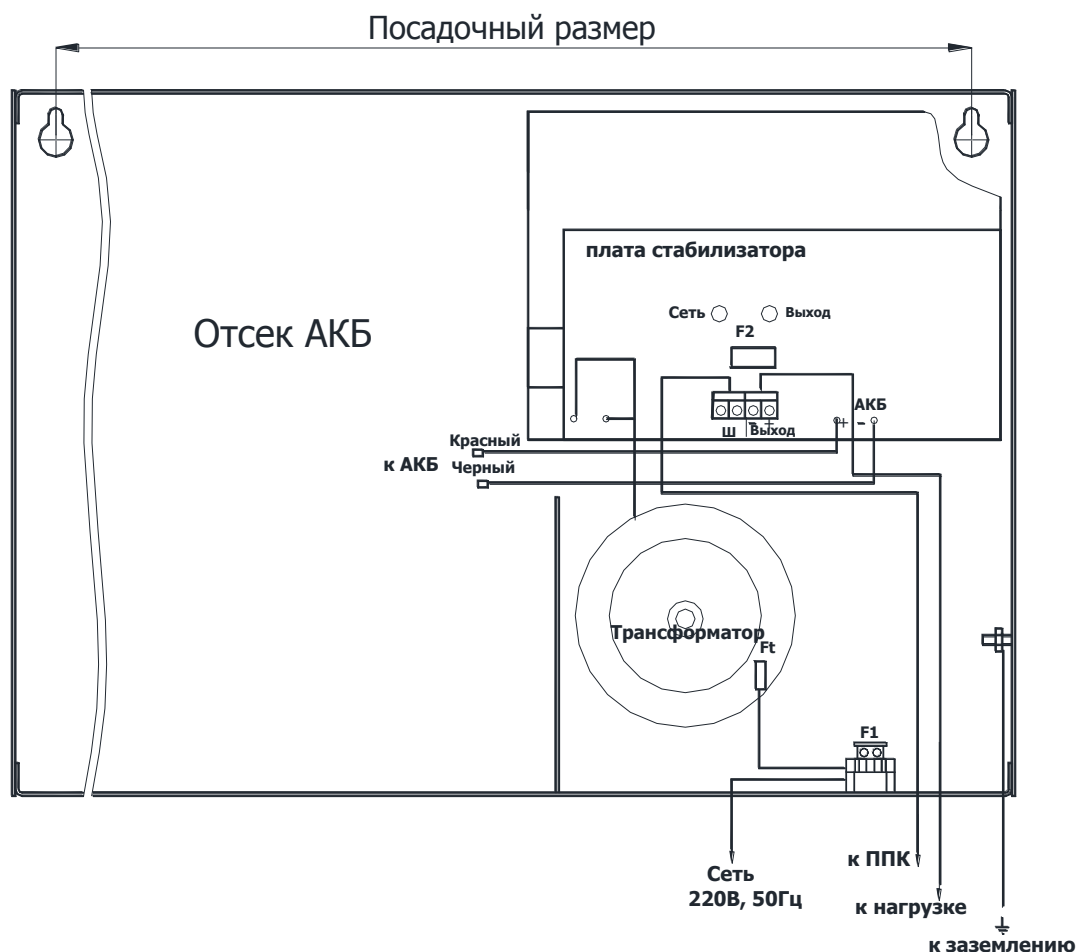 Посадочный размер
плата стабилизатора
Сеть
Выход
F2
Отсек АКБ
АКБ
+ -
- +
Ш Выход
Красный
к АКБ
Черный
Трансформатор
Ft
F1
к ППК
Сеть
220В, 50Гц
к нагрузке
к заземлению